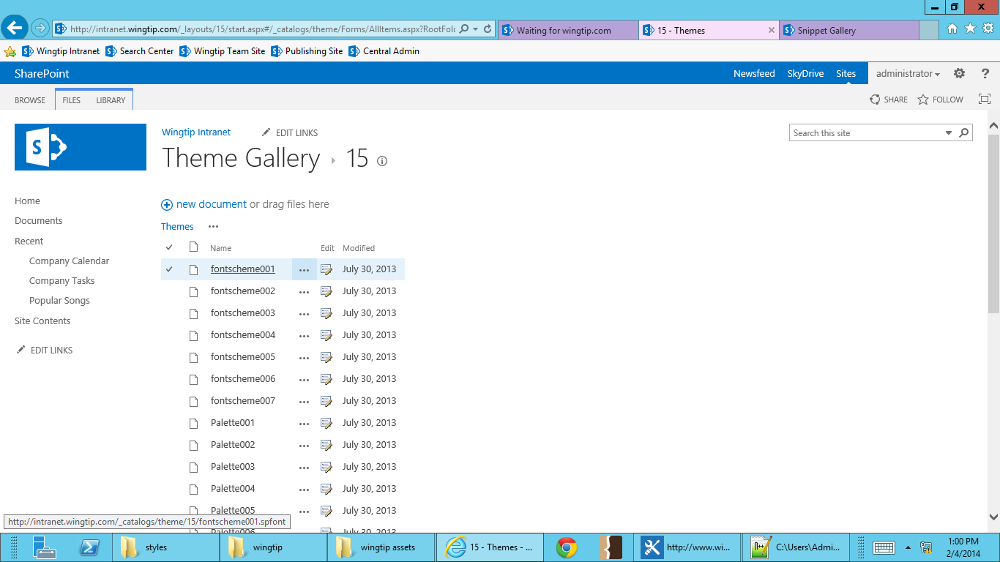 http://intranet.wingtip.com/_layouts/15/start.aspx#/_catalogs/theme/Forms/AllItems.aspx?RootFold
Waiting for wingtip.com
15 - Themes
Snippet Gallery
Wingtip Intranet
Search Center
Wingtip Team Site
Publishing Site
Central Admin
SharePoint
Newsfeed
SkyDrive
Sites
administrator
?
BROWSE
FILES
LIBRARY
SHARE
FOLLOW
S
Wingtip Intranet
EDIT LINKS
Search this site
Theme Gallery
15
Home
Documents
Recent
Company Calendar
Company Tasks
Popular Songs
Site Contents
EDIT LINKS
new document or drag files here
Themes ...
Name Edit Modified
fontscheme001 ... July 30, 2013
fontscheme002 ... July 30, 2013
fontscheme003 ... July 30, 2013
fontscheme004 ... July 30, 2013
fontscheme005 ... July 30, 2013
fontscheme006 ... July 30, 2013
fontscheme007 ... July 30, 2013
Palette001 ... July 30, 2013
Palette002 ... July 30, 2013
Palette003 ... July 30, 2013
Palette004 ... July 30, 2013
Palette005 ... July 30, 2013
http://intranet.wingtip.com/_catalogs/theme/15/fontscheme001.spfont
Palette006 ... July 30, 2013
styles
wingtip
wingtip assets
15 - Themes - ...
http://www.wi...
C:\Users\Admi...
1:00 PM
2/4/2014